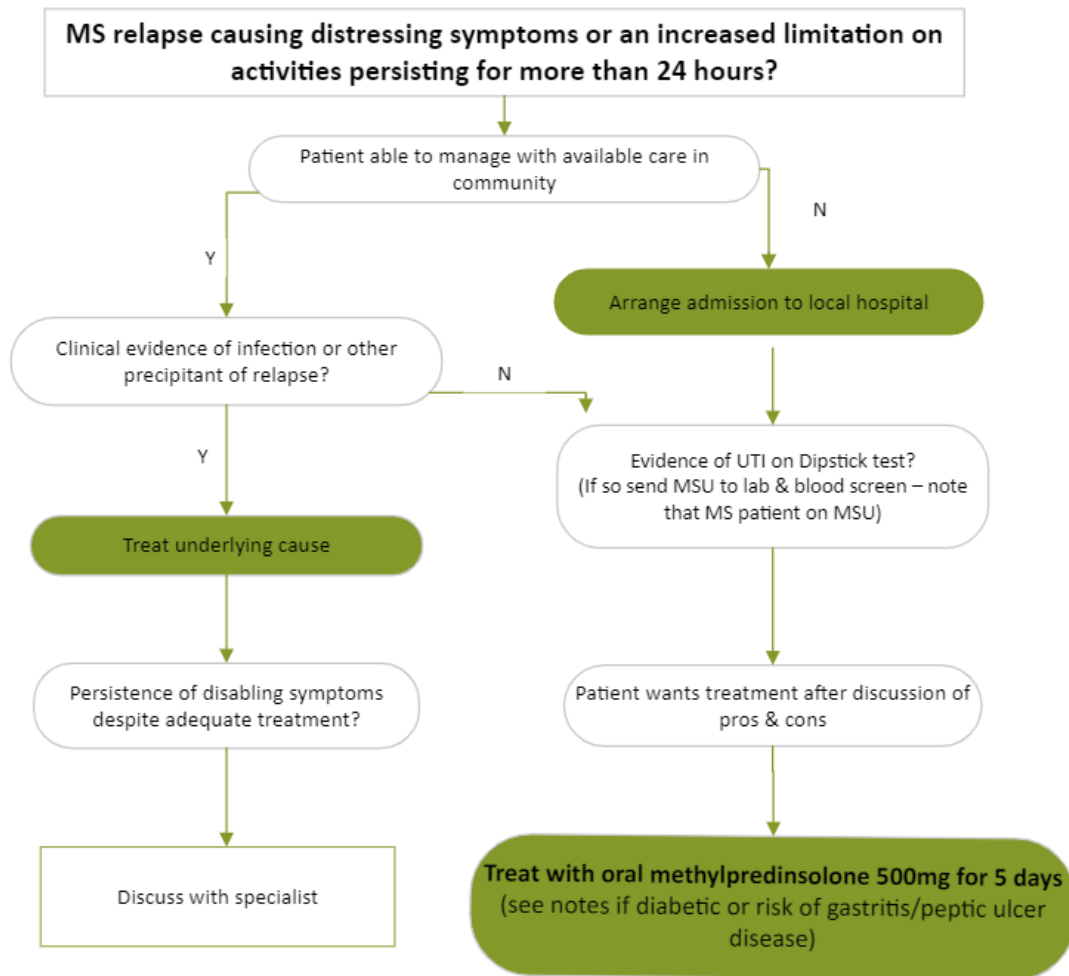 MS relapse causing distressing symptoms or an increased limitation on
activities persisting for more than 24 hours?
Patient able to manage with available care in
community
Y
N
Arrange admission to local hospital
Clinical evidence of infection or other
precipitant of relapse?
N
Y
Evidence of UTI on Dipstick test?
(If so send MSU to lab & blood screen – note
that MS patient on MSU)
Treat underlying cause
Persistence of disabling symptoms
despite adequate treatment?
Patient wants treatment after discussion of
pros & cons
Discuss with specialist
Treat with oral methylpredinsolone 500mg for 5 days
(see notes if diabetic or risk of gastritis/peptic ulcer
disease)